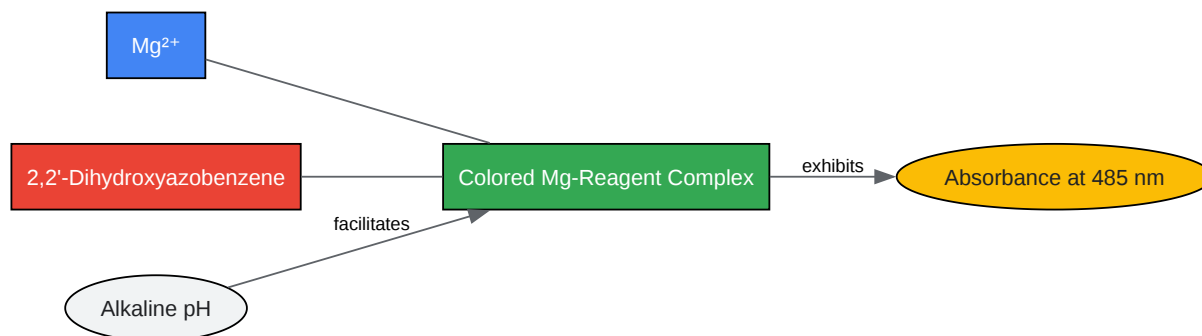 Mg²⁺
2,2'-Dihydroxyazobenzene
Colored Mg-Reagent Complex
exhibits
Absorbance at 485 nm
facilitates
Alkaline pH